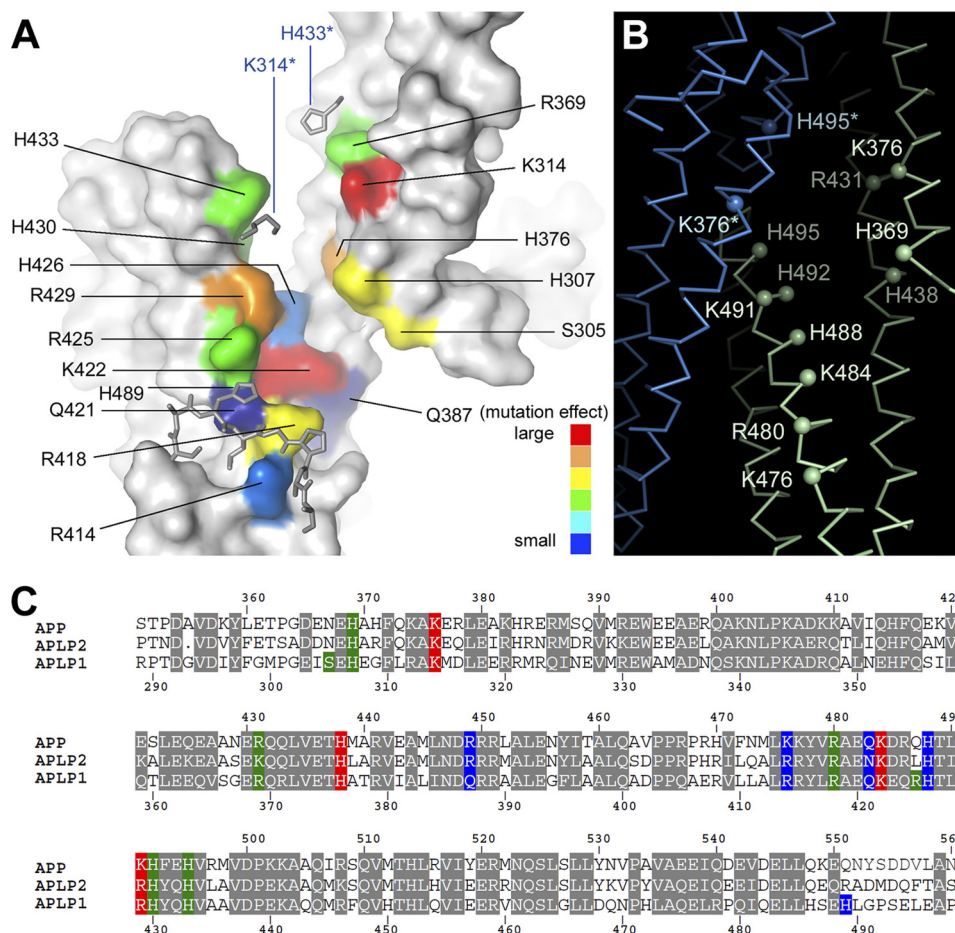 A
H433*
K314*
R369
H433
K314
H430
H426
H376
R429
H307
R425
S305
K422
H489
Q421
Q387
(mutation effect)
large
R418
R414
small
B
H495*
K376
R431
K376*
H369
H495
H492
H438
K491
H488
K484
R480
K476
C
360 370 380 390 400 410 420
APP STPDAVDKYLETPGDENEHAHFQKAKERLEAKHRERMSQVMREWEEAERQAKNLPKADKKAVIQHFQEKV
APLP2 PTND.VDVYFETSADDNEHARFQKAKEQLEIRHRNRMDRVKKEWEEAELQAKNLPKAERQTLIQHFQAMV
APLP1 RPTDGVDIYFGMPGEISEHEGFLRAKMDLEERRMRQINEVMREWAMADNQSKNLPKADRQALNEHFQSIL
290 300 310 320 330 340 350
430 440 450 460 470 480 490
APP ESLEQEAANERQQLVETHMARVEAMLNDRRRLALENYITALQAVPPRPRHVFNMLKKYVRAEQKDRQHTL
APLP2 KALEKEAASEKQQLVETHLARVEAMLNDRRRMALENYLAALQSDPPRPHRILQALRRYVRAENKDRLHTL
APLP1 QTLEEQVSGERQRLVETHATRVIALINDQRRAALEGFLAALQADPPQAERVLLALRRYLRAEQKEQRHTL
360 370 380 390 400 410 420
500 510 520 530 540 550 560
APP KHFEHVRMVDPKKAAQIRSQVMTHLRVIYERMNQSLSLLYNVPAVAEEIQDEVDELLQKEQNYSDDVLAN
APLP2 RHYQHVLAVDPEKAAQMKSQVMTHLHVIEERRNQSLSLLYKVPYVAQEIQEEIDELLQEQRADMDQFTAS
APLP1 RHYQHVAAVDPEKAQQMRFQVHTHLQVIEERVNQSLGLLDQNPHLAQELRPQIQELLHSEHLGPSELEAP
430 440 450 460 470 480 490